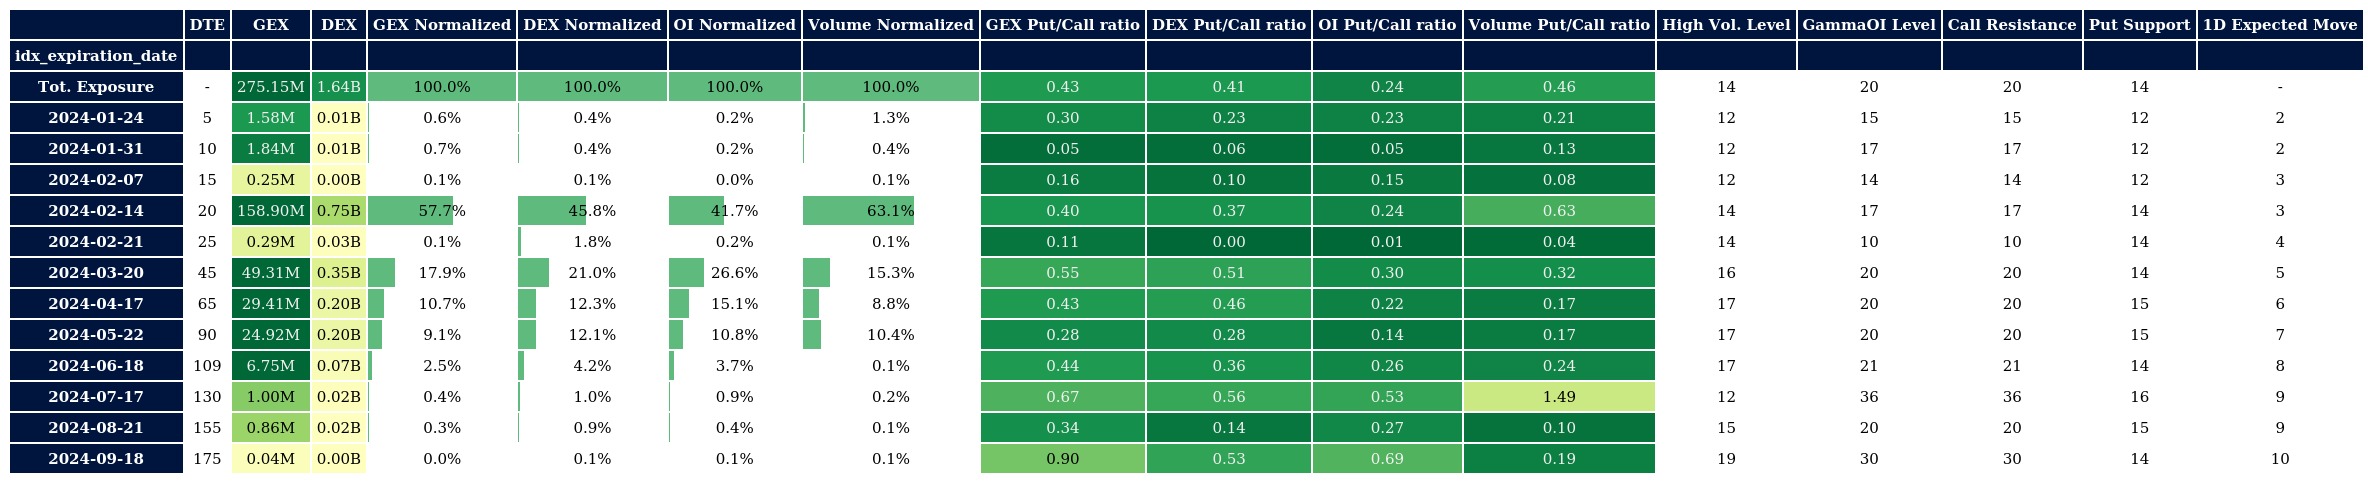 DTE GEX DEX GEX Normalized DEX Normalized OI Normalized Volume Normalized GEX Put/Call ratio DEX Put/Call ratio OI Put/Call ratio Volume Put/Call ratio High Vol. Level GammaOI Level Call Resistance Put Support 1D Expected Move
idx_expiration_date
Tot. Exposure - 275.15M 1.64B 100.0% 100.0% 100.0% 100.0% 0.43 0.41 0.24 0.46 14 20 20 14 -
2024-01-24 5 1.58M 0.01B 0.6% 0.4% 0.2% 1.3% 0.30 0.23 0.23 0.21 12 15 15 12 2
2024-01-31 10 1.84M 0.01B 0.7% 0.4% 0.2% 0.4% 0.05 0.06 0.05 0.13 12 17 17 12 2
2024-02-07 15 0.25M 0.00B 0.1% 0.1% 0.0% 0.1% 0.16 0.10 0.15 0.08 12 14 14 12 3
2024-02-14 20 158.90M 0.75B 57.7% 45.8% 41.7% 63.1% 0.40 0.37 0.24 0.63 14 17 17 14 3
2024-02-21 25 0.29M 0.03B 0.1% 1.8% 0.2% 0.1% 0.11 0.00 0.01 0.04 14 10 10 14 4
2024-03-20 45 49.31M 0.35B 17.9% 21.0% 26.6% 15.3% 0.55 0.51 0.30 0.32 16 20 20 14 5
2024-04-17 65 29.41M 0.20B 10.7% 12.3% 15.1% 8.8% 0.43 0.46 0.22 0.17 17 20 20 15 6
2024-05-22 90 24.92M 0.20B 9.1% 12.1% 10.8% 10.4% 0.28 0.28 0.14 0.17 17 20 20 15 7
2024-06-18 109 6.75M 0.07B 2.5% 4.2% 3.7% 0.1% 0.44 0.36 0.26 0.24 17 21 21 14 8
2024-07-17 130 1.00M 0.02B 0.4% 1.0% 0.9% 0.2% 0.67 0.56 0.53 1.49 12 36 36 16 9
2024-08-21 155 0.86M 0.02B 0.3% 0.9% 0.4% 0.1% 0.34 0.14 0.27 0.10 15 20 20 15 9
2024-09-18 175 0.04M 0.00B 0.0% 0.1% 0.1% 0.1% 0.90 0.53 0.69 0.19 19 30 30 14 10